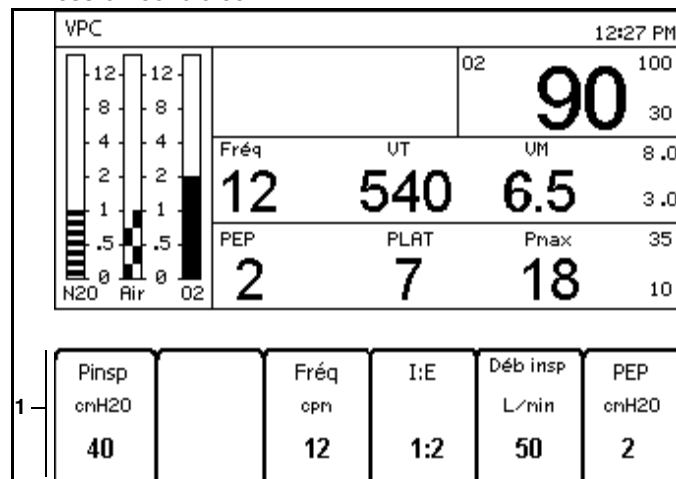 VPC 12:27 PM
O2 90 100
30
12 12
8 8
4 4
2 2
1 1
.5 .5
0 0
N2O Air O2
Fréq VT VM 8.0
12 540 6.5 3.0
PEP PLAT Pmax 35
2 7 18 10
1
Pinsp Fréq I:E Déb insp PEP
cmH2O cpm L/min cmH2O
40 12 1:2 50 2